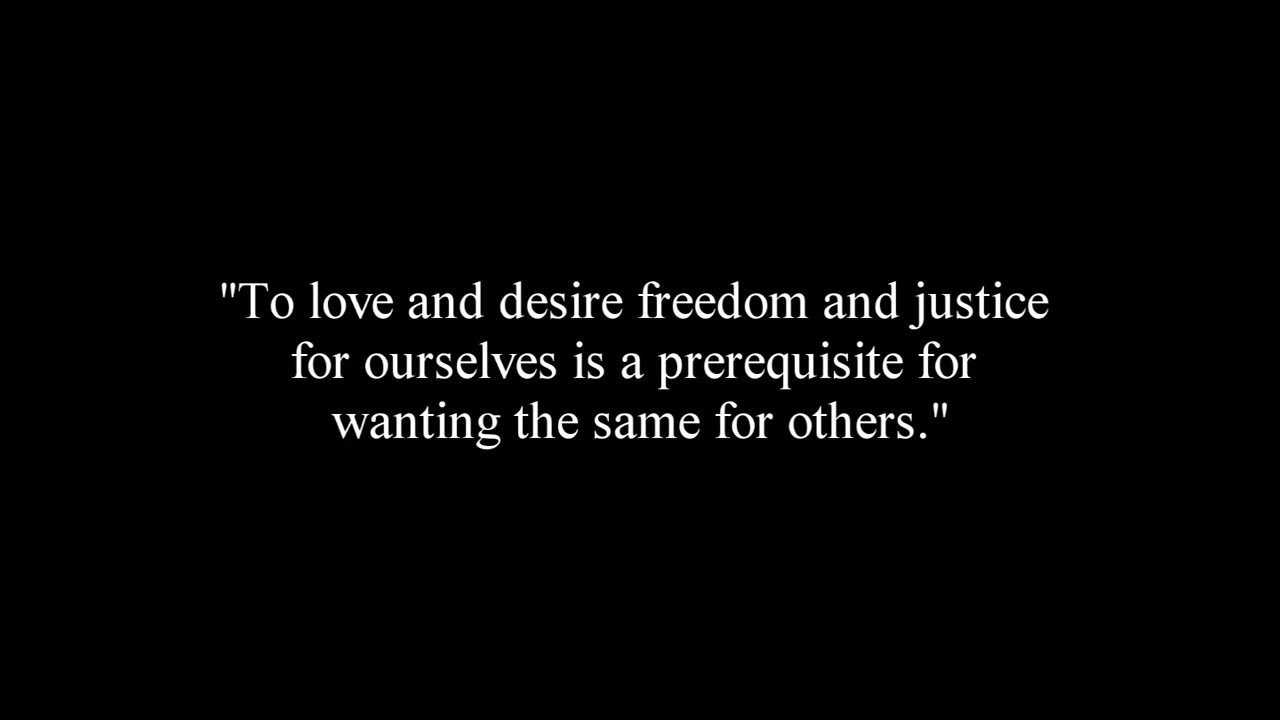 "To love and desire freedom and justice
for ourselves is a prerequisite for
wanting the same for others."